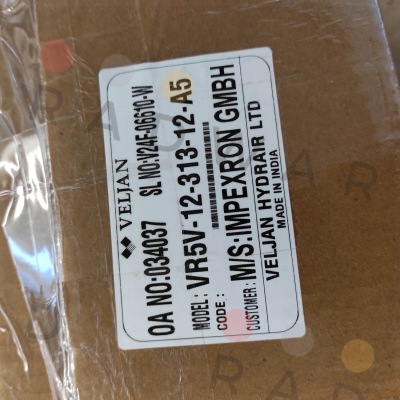 VELJAN
OA NO:034037 SL NO:N24F-06610-W
MODEL: VR5V-12-313-12-A5
CODE:
CUSTOMER: M/S:IMPEXRON GMBH
VELJAN HYDRAIR LTD
MADE IN INDIA